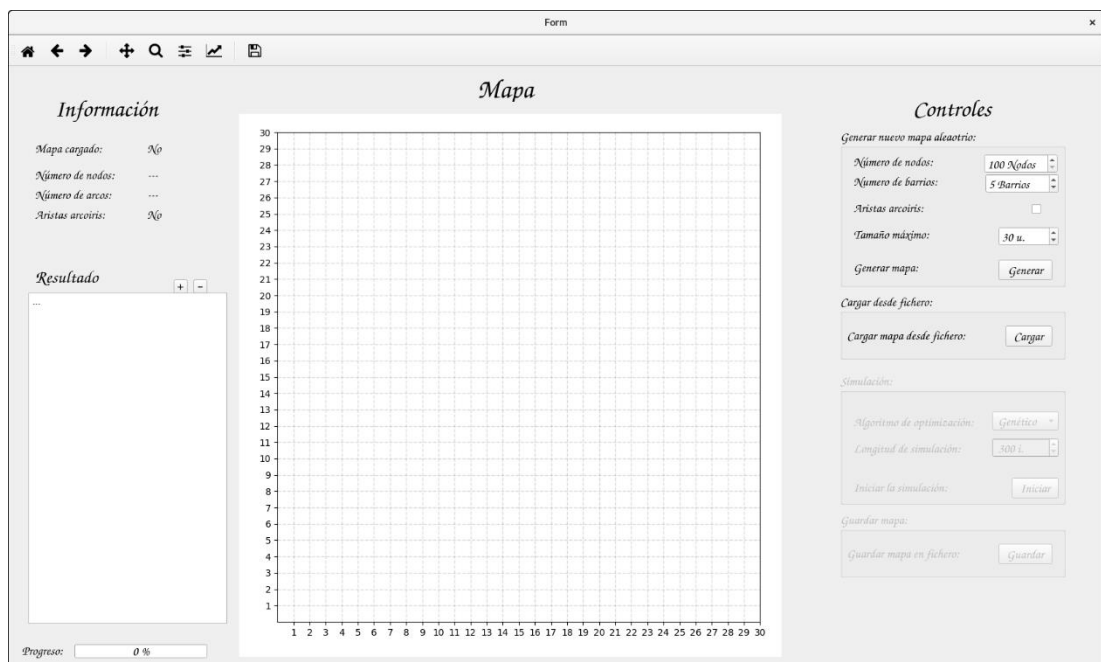 Form
Mapa
Información
Mapa cargado: No
Número de nodos: ---
Número de arcos: ---
Aristas arcoíris: No
Resultado
+ −
---
Progreso: 0 %
30
29
28
27
26
25
24
23
22
21
20
19
18
17
16
15
14
13
12
11
10
9
8
7
6
5
4
3
2
1
1 2 3 4 5 6 7 8 9 10 11 12 13 14 15 16 17 18 19 20 21 22 23 24 25 26 27 28 29 30
Controles
Generar nuevo mapa aleaotrio:
Número de nodos: 100 Nodos
Numero de barrios: 5 Barrios
Aristas arcoíris:
Tamaño máximo: 30 u.
Generar mapa: Generar
Cargar desde fichero:
Cargar mapa desde fichero: Cargar
Simulación:
Algoritmo de optimización: Genético
Longitud de simulación: 300 i.
Iniciar la simulación: Iniciar
Guardar mapa:
Guardar mapa en fichero: Guardar